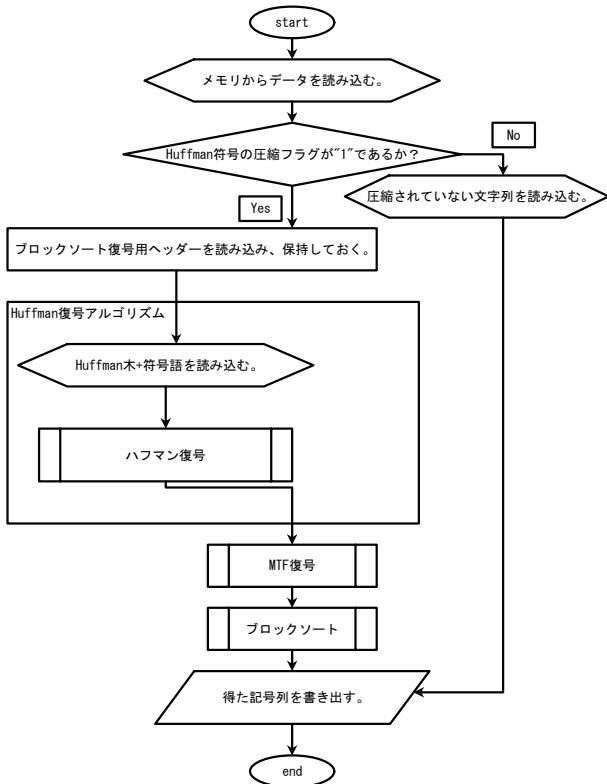 start
メモリからデータを読み込む。
Huffman符号の圧縮フラグが"1"であるか？
No
圧縮されていない文字列を読み込む。
Yes
ブロックソート復号用ヘッダーを読み込み、保持しておく。
Huffman復号アルゴリズム
Huffman木+符号語を読み込む。
ハフマン復号
MTF復号
ブロックソート
得た記号列を書き出す。
end